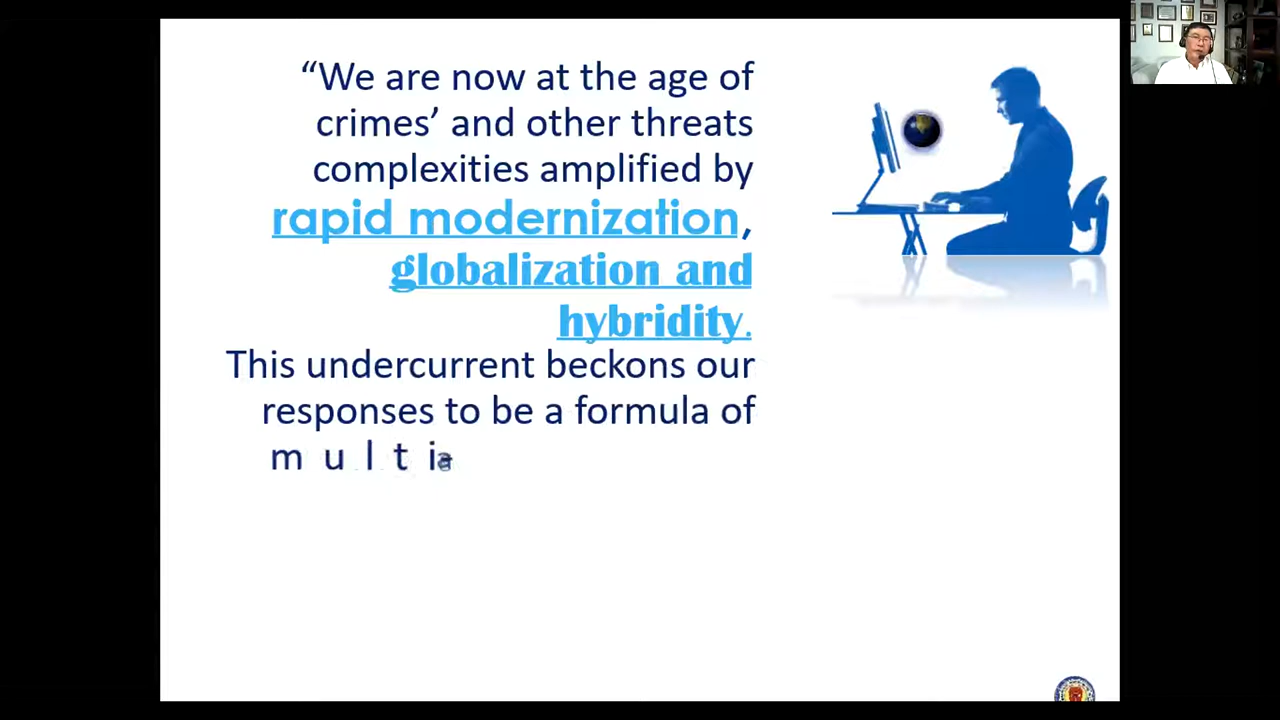 “We are now at the age of
crimes’ and other threats
complexities amplified by
rapid modernization,
globalization and
hybridity.
This undercurrent beckons our
responses to be a formula of
m u l t i